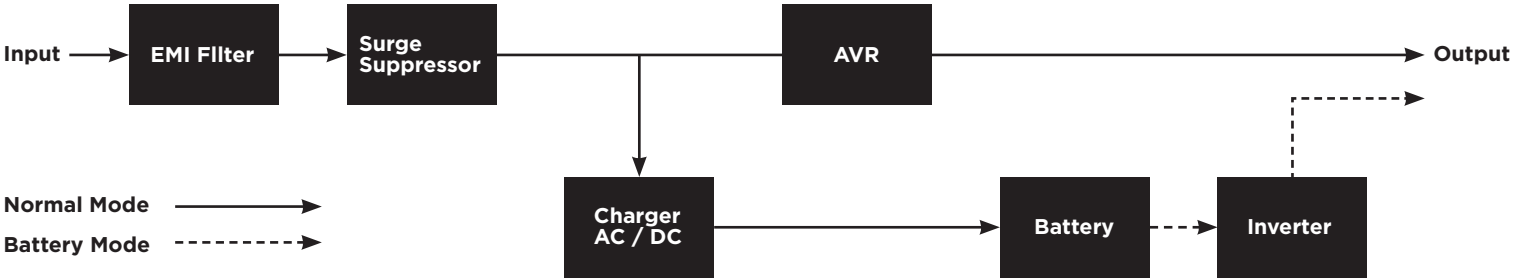 Input
EMI FIlter
Surge
Suppressor
AVR
Output
Normal Mode
Battery Mode
Charger
AC / DC
Battery
Inverter